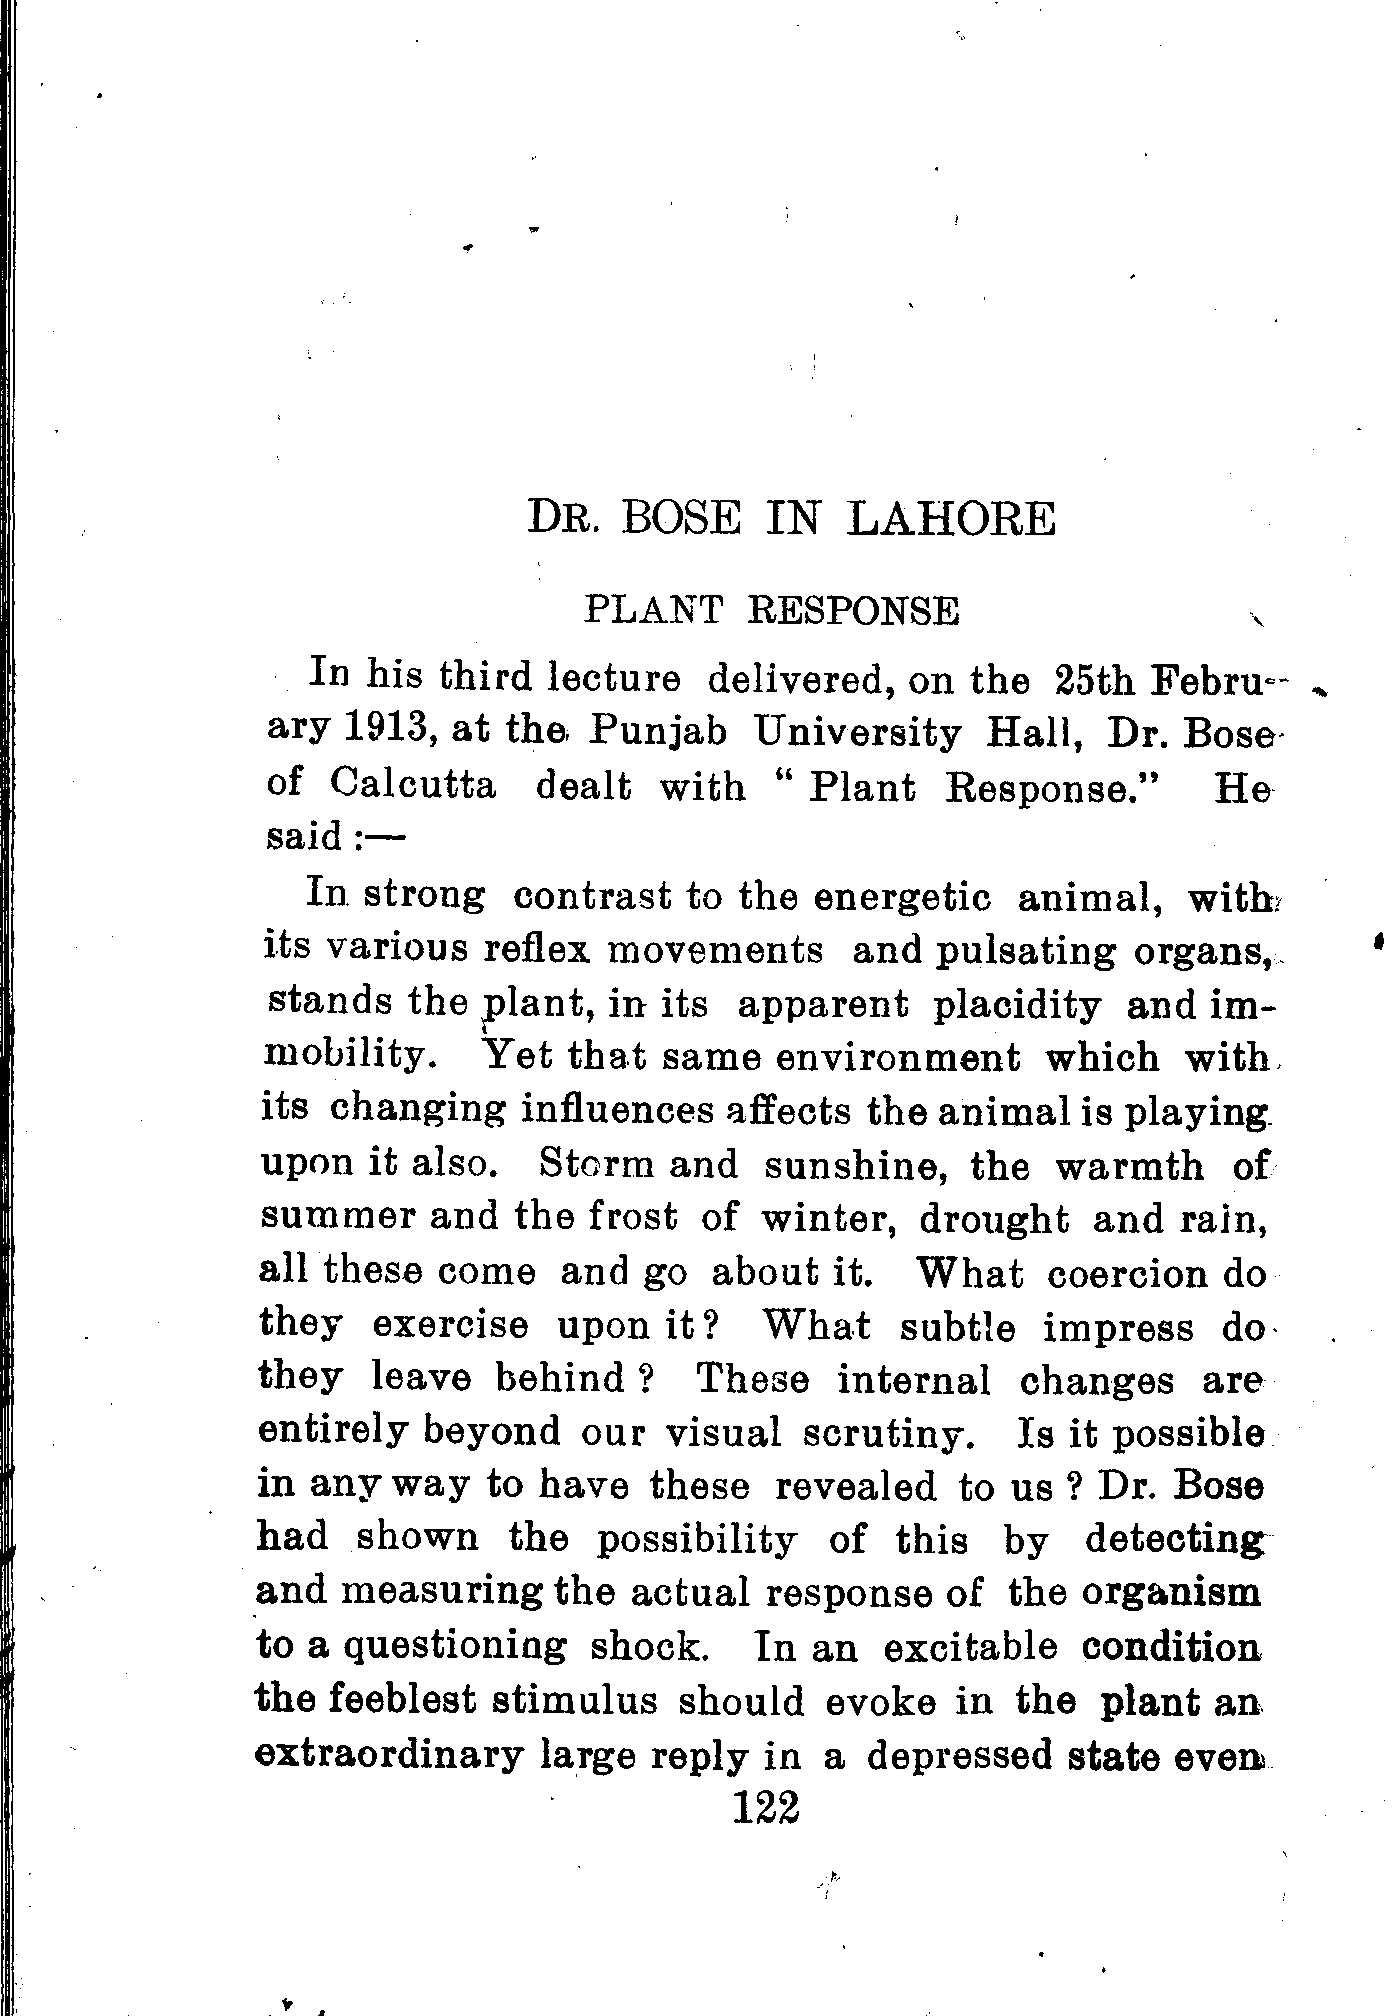 DR. BOSE IN LAHORE
PLANT RESPONSE
In his third lecture delivered, on the 25th Febru-
ary 1913, at the Punjab University Hall, Dr. Bose
of Calcutta dealt with “ Plant Response.” He
said :—
In strong contrast to the energetic animal, with
its various reflex movements and pulsating organs,
stands the plant, in its apparent placidity and im-
mobility. Yet that same environment which with
its changing influences affects the animal is playing
upon it also. Storm and sunshine, the warmth of
summer and the frost of winter, drought and rain,
all these come and go about it. What coercion do
they exercise upon it? What subtle impress do
they leave behind ? These internal changes are
entirely beyond our visual scrutiny. Is it possible
in any way to have these revealed to us ? Dr. Bose
had shown the possibility of this by detecting
and measuring the actual response of the organism
to a questioning shock. In an excitable condition
the feeblest stimulus should evoke in the plant an
extraordinary large reply in a depressed state even
122